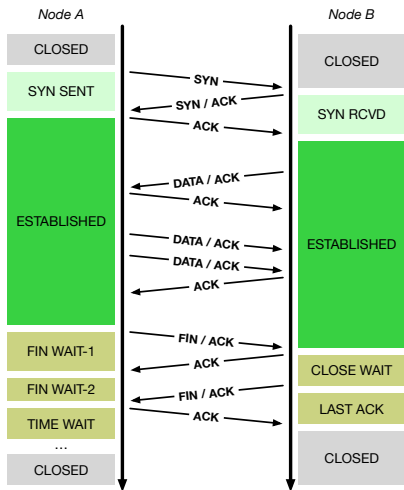 Node A
Node B
CLOSED
CLOSED
SYN
SYN SENT
SYN / ACK
SYN RCVD
ACK
DATA / ACK
ACK
ESTABLISHED
DATA / ACK
ESTABLISHED
DATA / ACK
ACK
FIN / ACK
FIN WAIT-1
ACK
CLOSE WAIT
FIN WAIT-2
FIN / ACK
LAST ACK
TIME WAIT
ACK
...
CLOSED
CLOSED